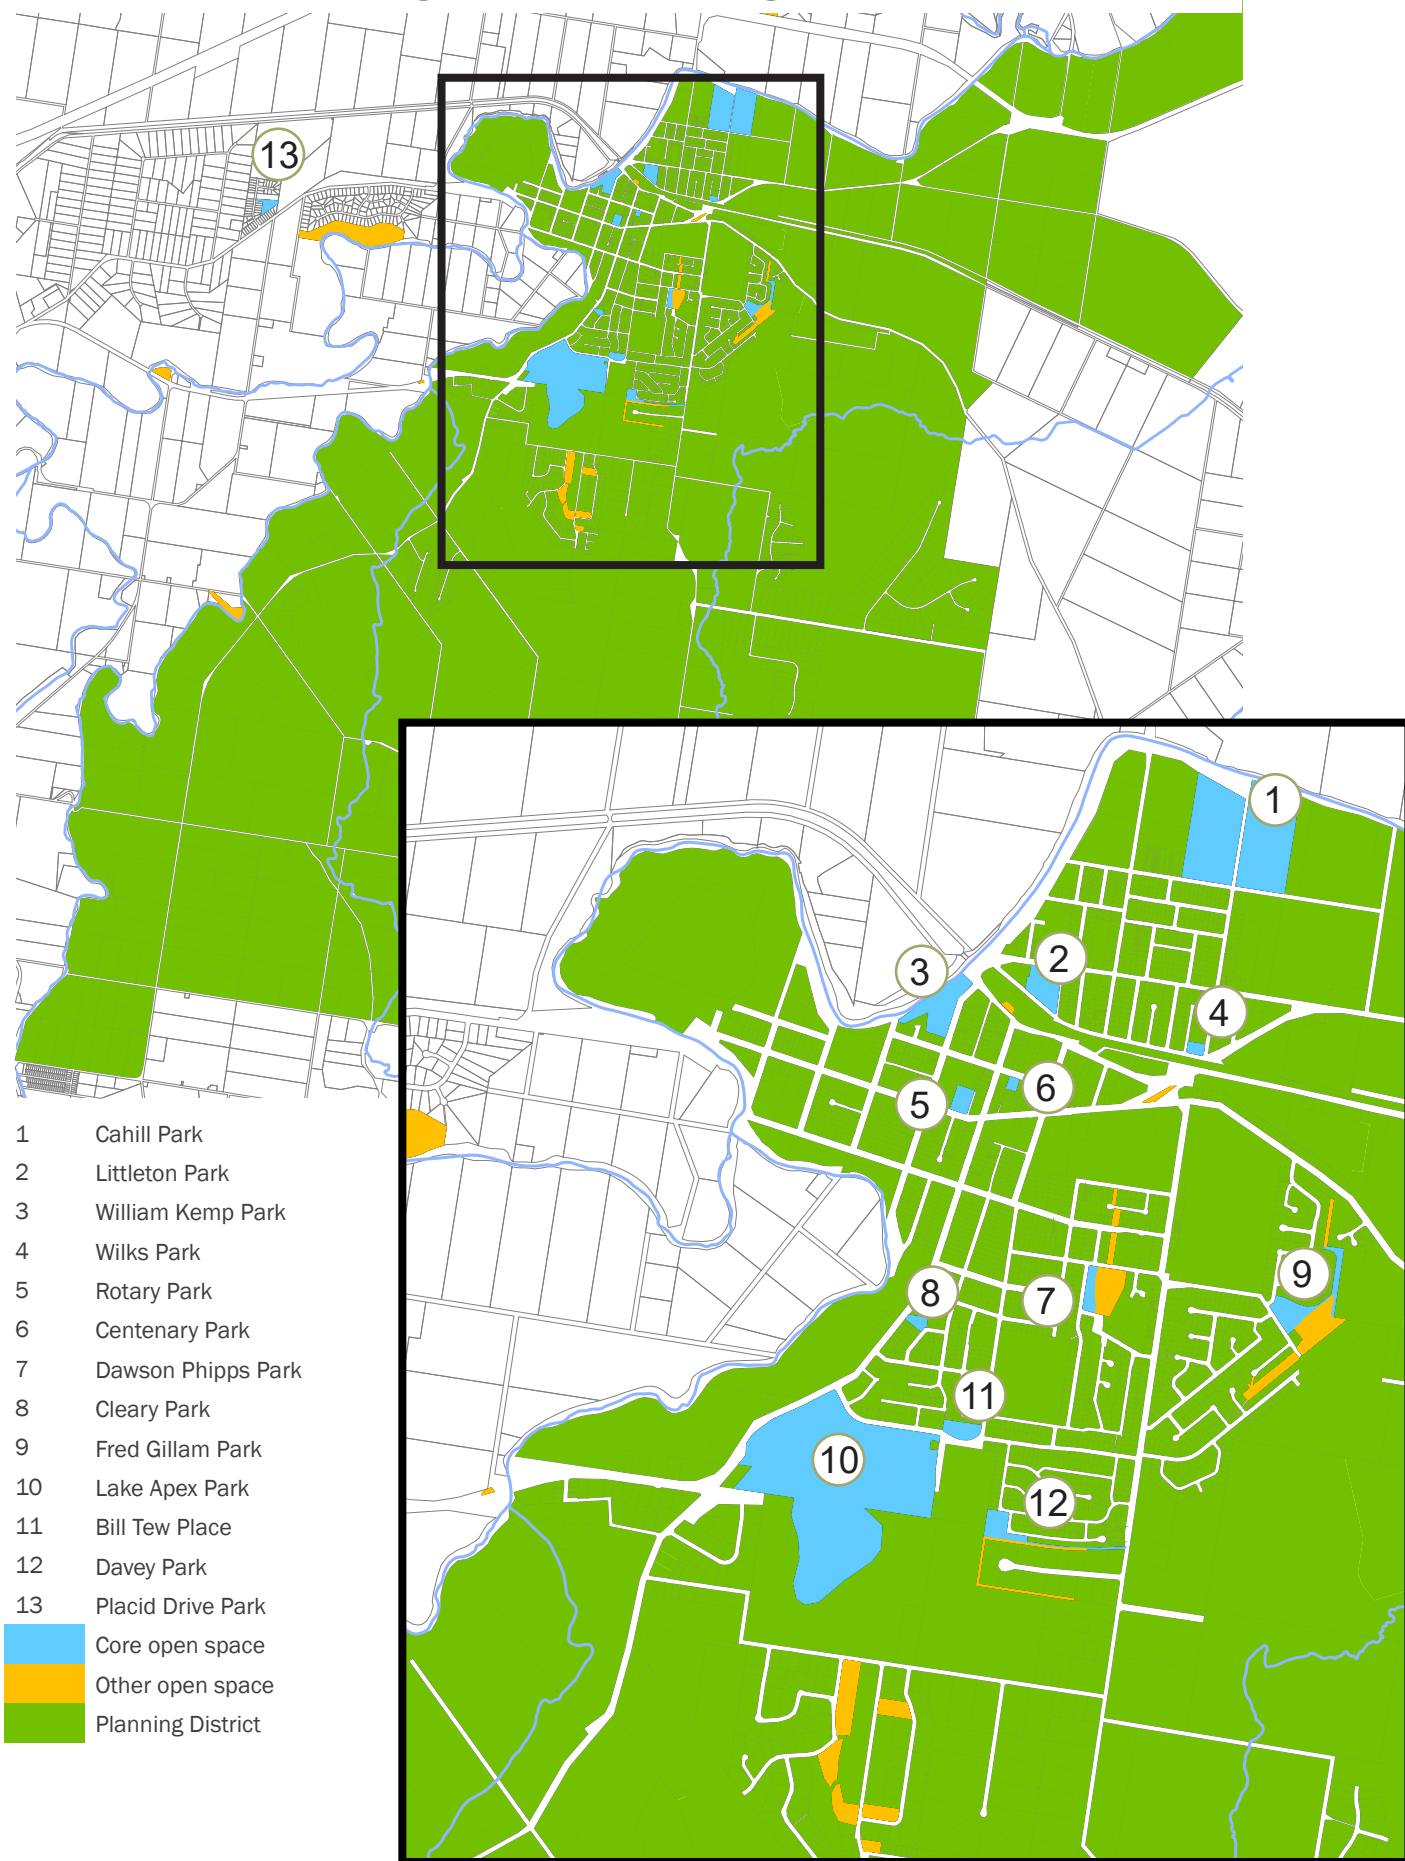 13
1
2
3
4
5
6
7
8
9
10
11
12
1 Cahill Park
2 Littleton Park
3 William Kemp Park
4 Wilks Park
5 Rotary Park
6 Centenary Park
7 Dawson Phipps Park
8 Cleary Park
9 Fred Gillam Park
10 Lake Apex Park
11 Bill Tew Place
12 Davey Park
13 Placid Drive Park
Core open space
Other open space
Planning District